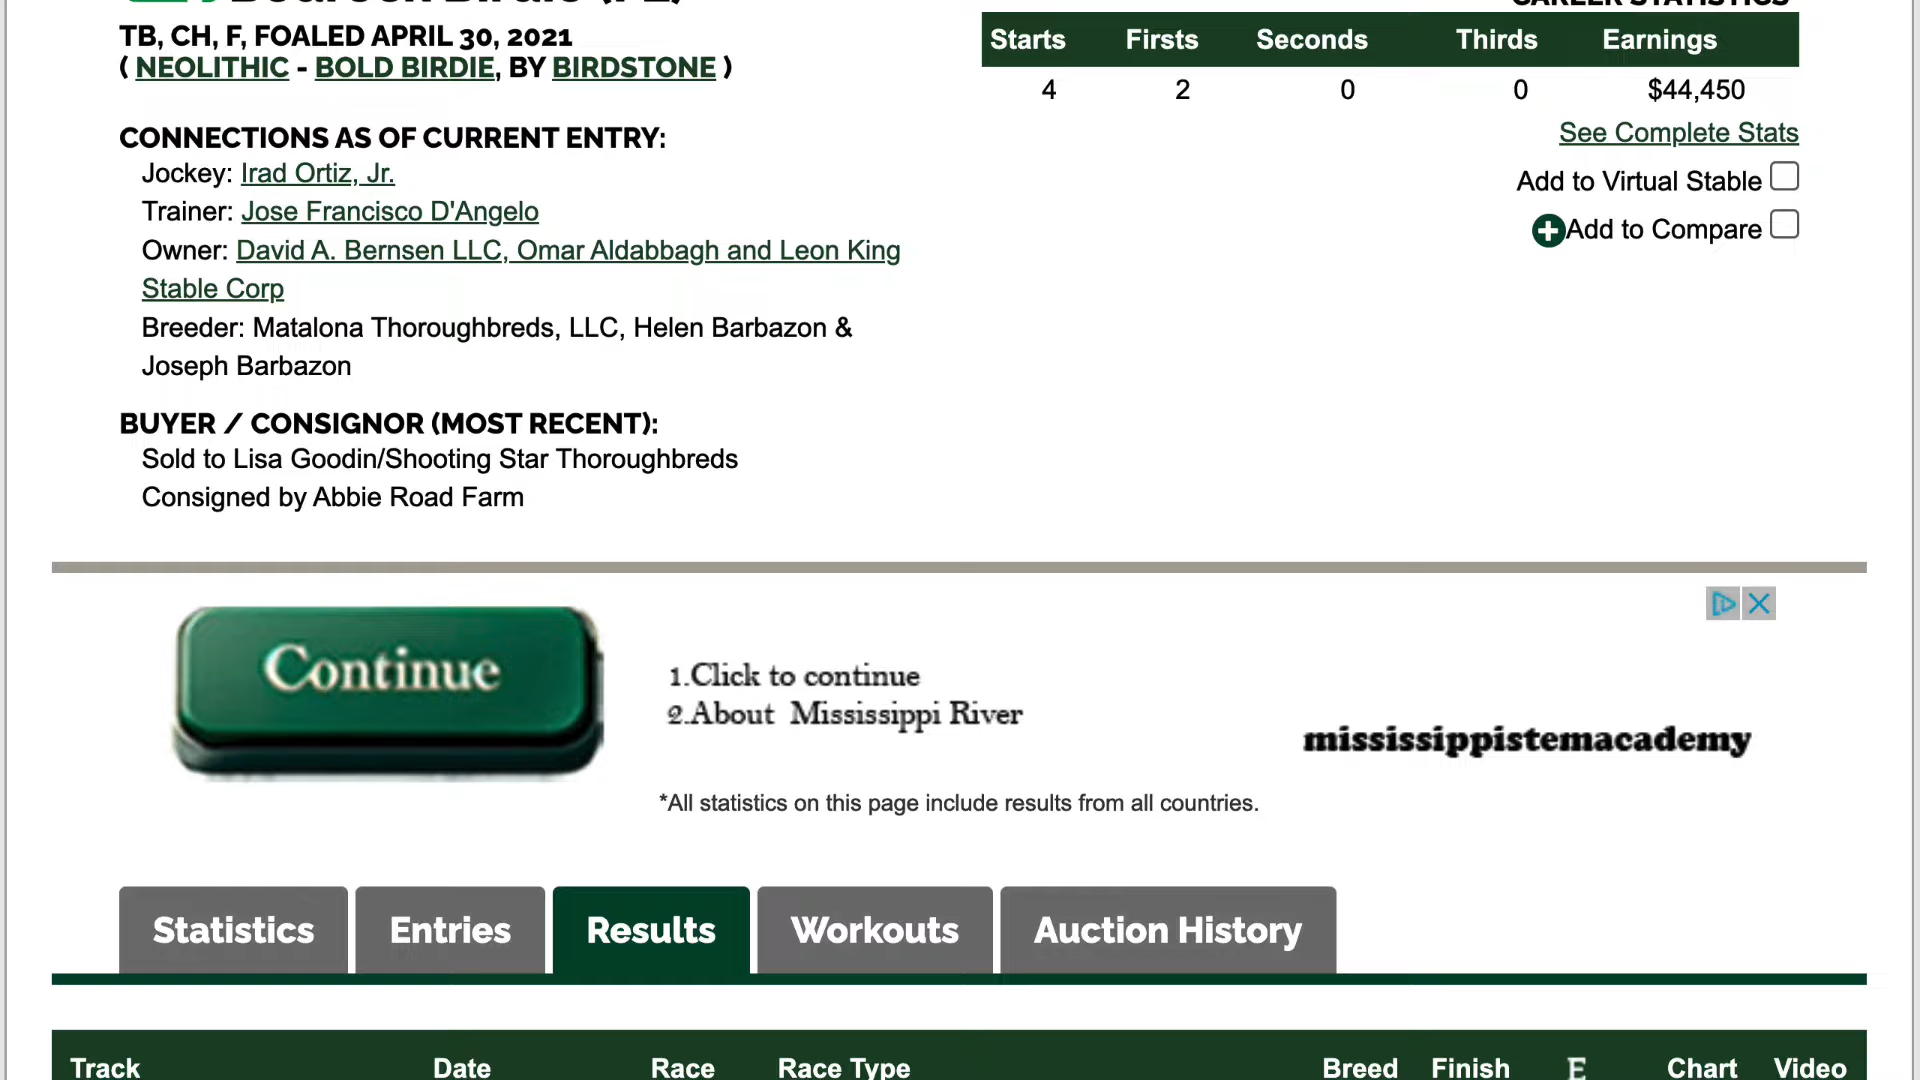 CAREER STATISTICS
TB, CH, F, FOALED APRIL 30, 2021
( NEOLITHIC - BOLD BIRDIE, BY BIRDSTONE )
Starts Firsts Seconds Thirds Earnings
4 2 0 0 $44,450
See Complete Stats
Add to Virtual Stable
Add to Compare
CONNECTIONS AS OF CURRENT ENTRY:
Jockey: Irad Ortiz, Jr.
Trainer: Jose Francisco D'Angelo
Owner: David A. Bernsen LLC, Omar Aldabbagh and Leon King
Stable Corp
Breeder: Matalona Thoroughbreds, LLC, Helen Barbazon &
Joseph Barbazon
BUYER / CONSIGNOR (MOST RECENT):
Sold to Lisa Goodin/Shooting Star Thoroughbreds
Consigned by Abbie Road Farm
Continue
1.Click to continue
2.About Mississippi River
mississippistemacademy
*All statistics on this page include results from all countries.
Statistics Entries Results Workouts Auction History
Track Date Race Race Type Breed Finish E Chart Video